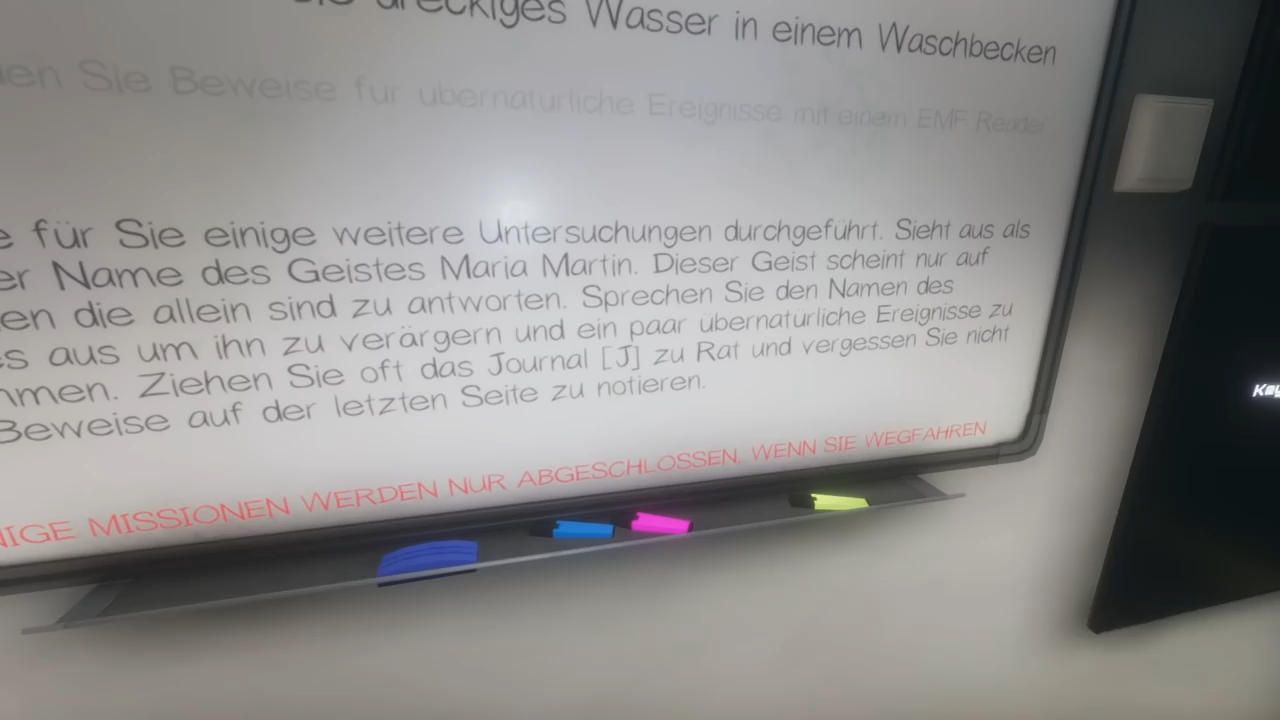 dreckiges Wasser in einem Waschbecken
Sie Beweise fur ubernaturliche Ereignisse mit einem EMF Reader
für Sie einige weitere Untersuchungen durchgeführt. Sieht aus als
Name des Geistes Maria Martin. Dieser Geist scheint nur auf
die allein sind zu antworten. Sprechen Sie den Namen des
aus um ihn zu verärgern und ein paar übernatürliche Ereignisse zu
Ziehen Sie oft das Journal [J] zu Rat und vergessen Sie nicht
Beweise auf der letzten Seite zu notieren.
MISSIONEN WERDEN NUR ABGESCHLOSSEN, WENN SIE WEGFAHREN